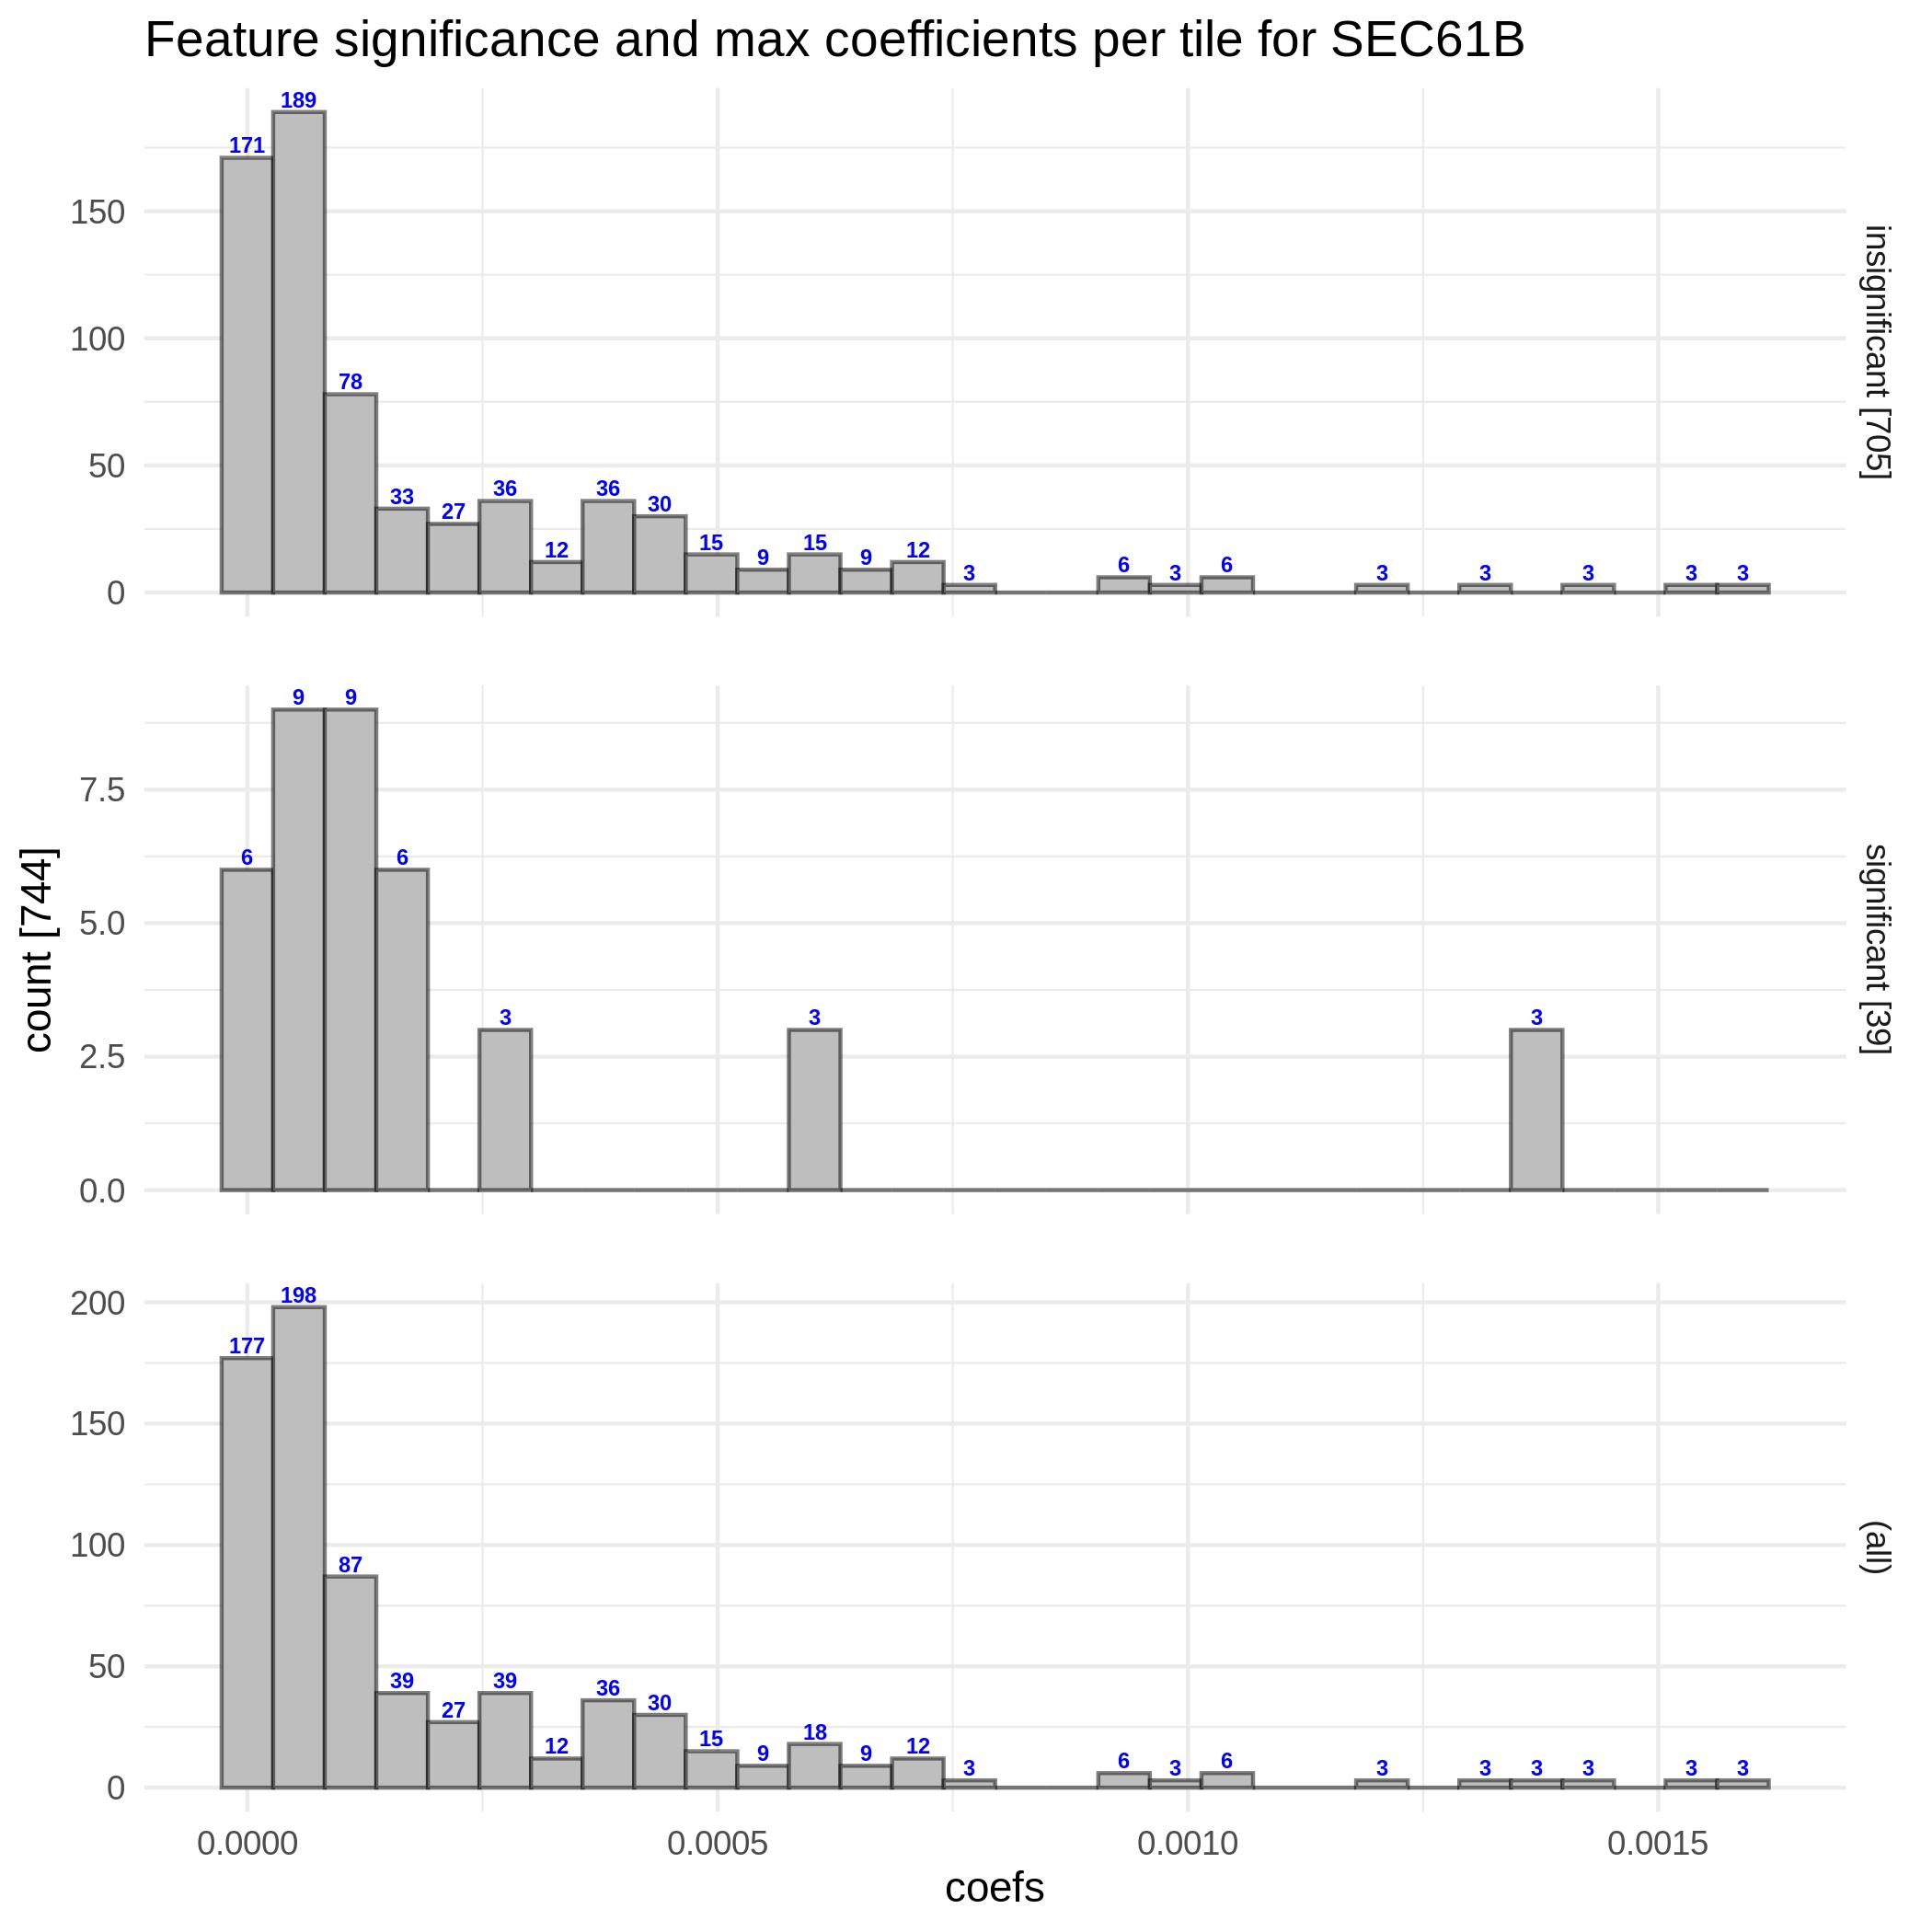 Feature significance and max coefficients per tile for SEC61B
171 189 78 33 27 36 12 36 30 15 9 15 9 12 3 6 3 6 3 3 3 3 3
150
100
50
0
insignificant [705]
6 9 9 6 3 3 3
7.5
5.0
2.5
0.0
significant [39]
count [744]
177 198 87 39 27 39 12 36 30 15 9 18 9 12 3 6 3 6 3 3 3 3 3 3
200
150
100
50
0
(all)
0.0000 0.0005 0.0010 0.0015
coefs